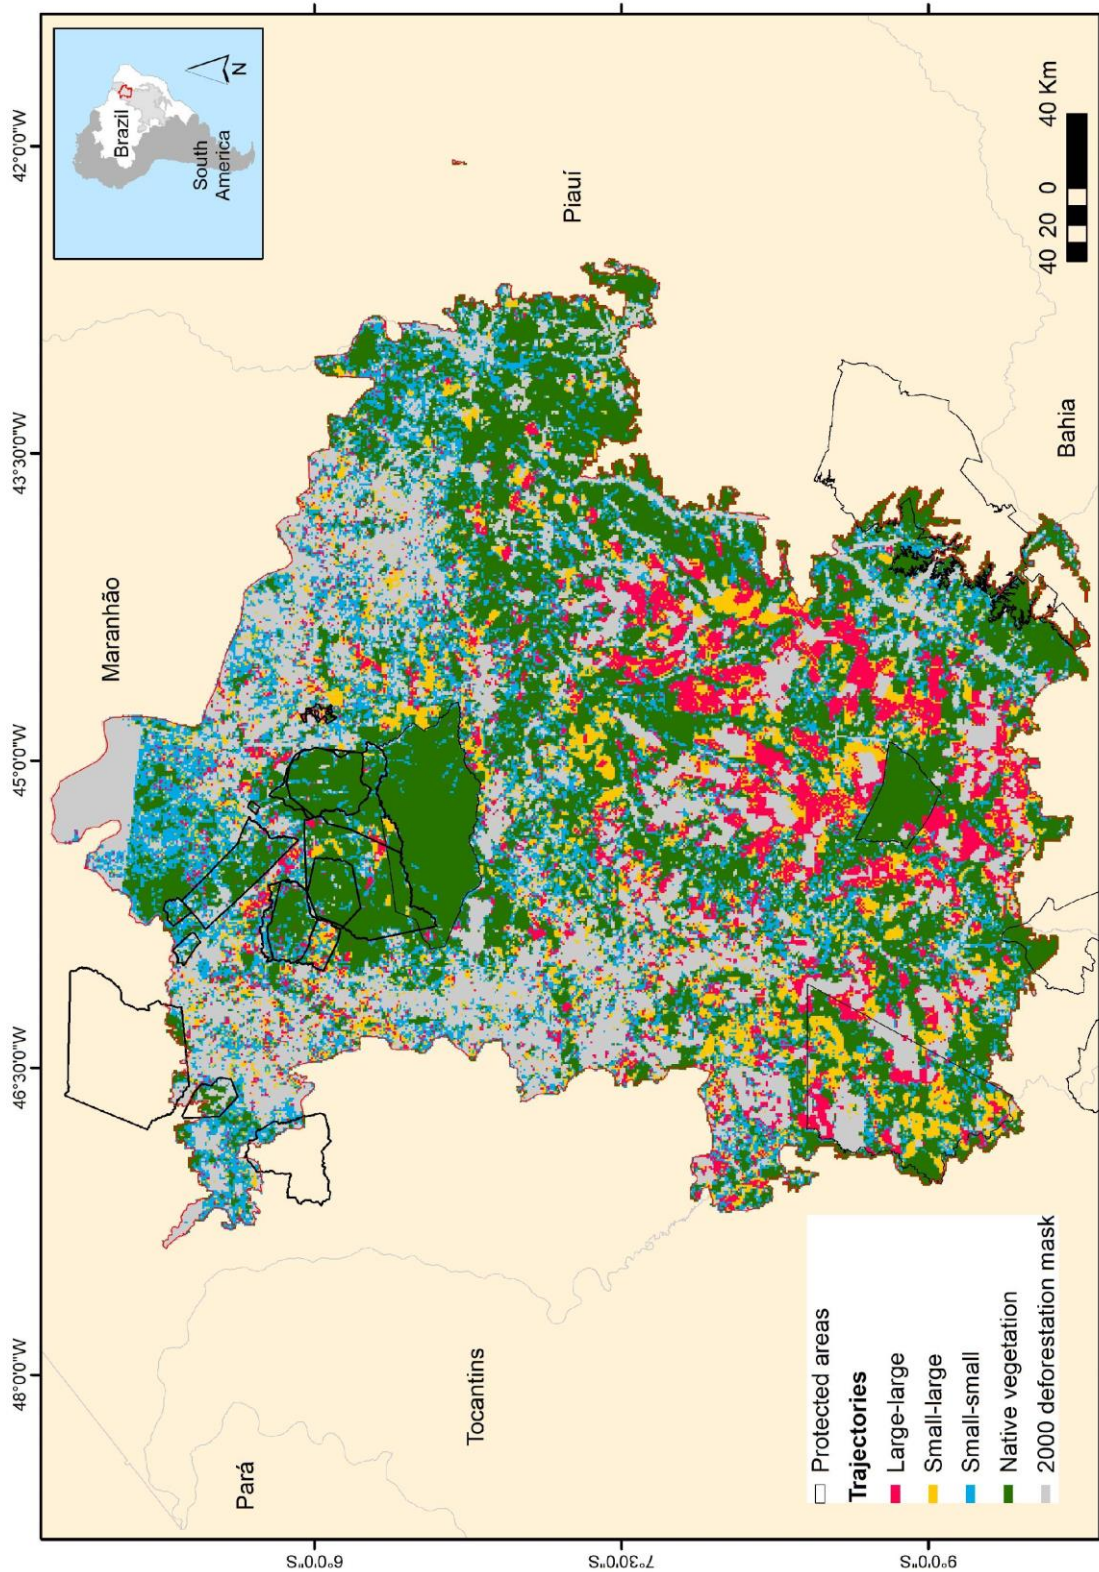 48°0'0"W
46°30'0"W
45°0'0"W
43°30'0"W
42°0'0"W
6°0'0"S
7°30'0"S
9°0'0"S
Pará
Maranhão
Tocantins
Piauí
Bahia
Brazil
South
America
N
Protected areas
Trajectories
Large-large
Small-large
Small-small
Native vegetation
2000 deforestation mask
40 20 0 40 Km